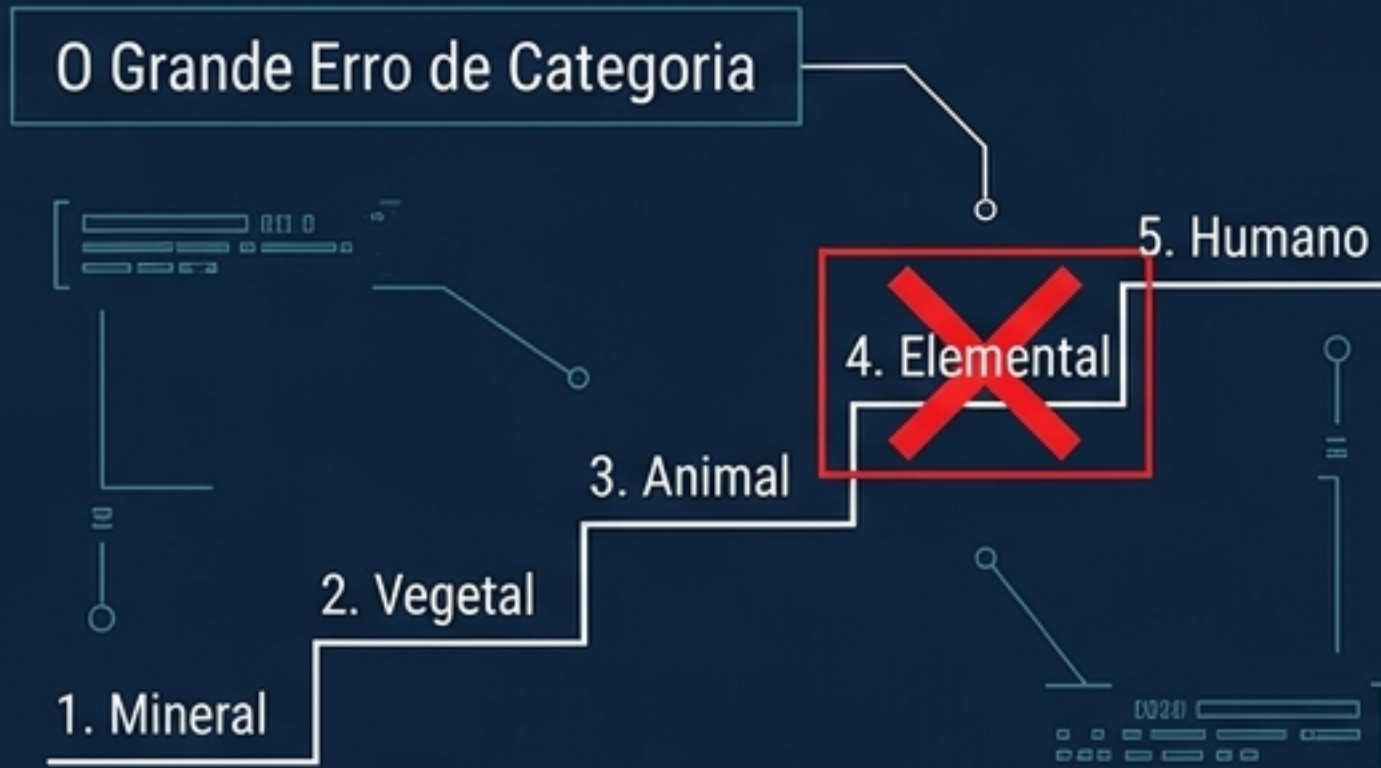 O Grande Erro de Categoria
5. Humano
4. Elemental
3. Animal
2. Vegetal
1. Mineral